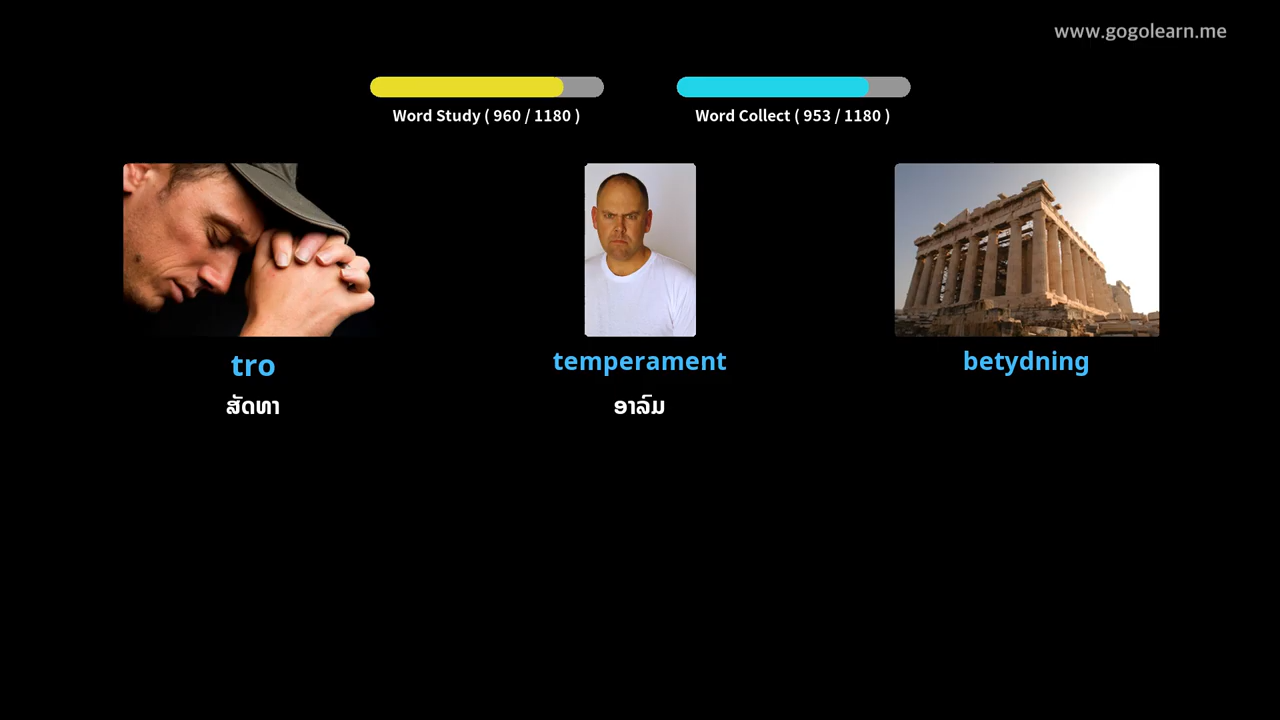 www.gogolearn.me
Word Study ( 960 / 1180 )
Word Collect ( 953 / 1180 )
tro
temperament
betydning
ສັດທາ
ອາລົມ